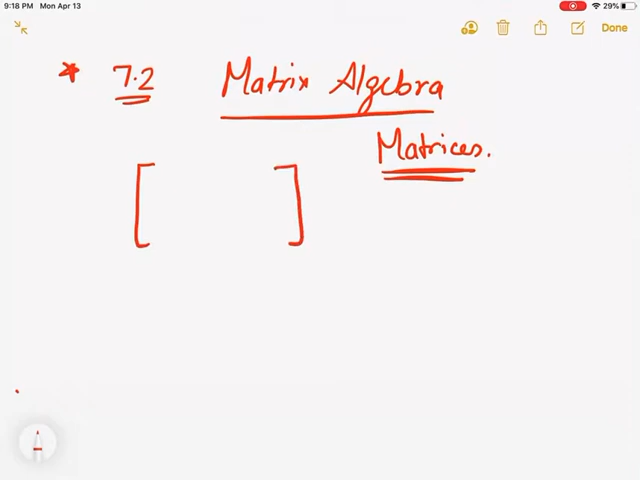 9:18 PM Mon Apr 13 29%
Done
* 7.2 Matrix Algebra
Matrices.
[ ]